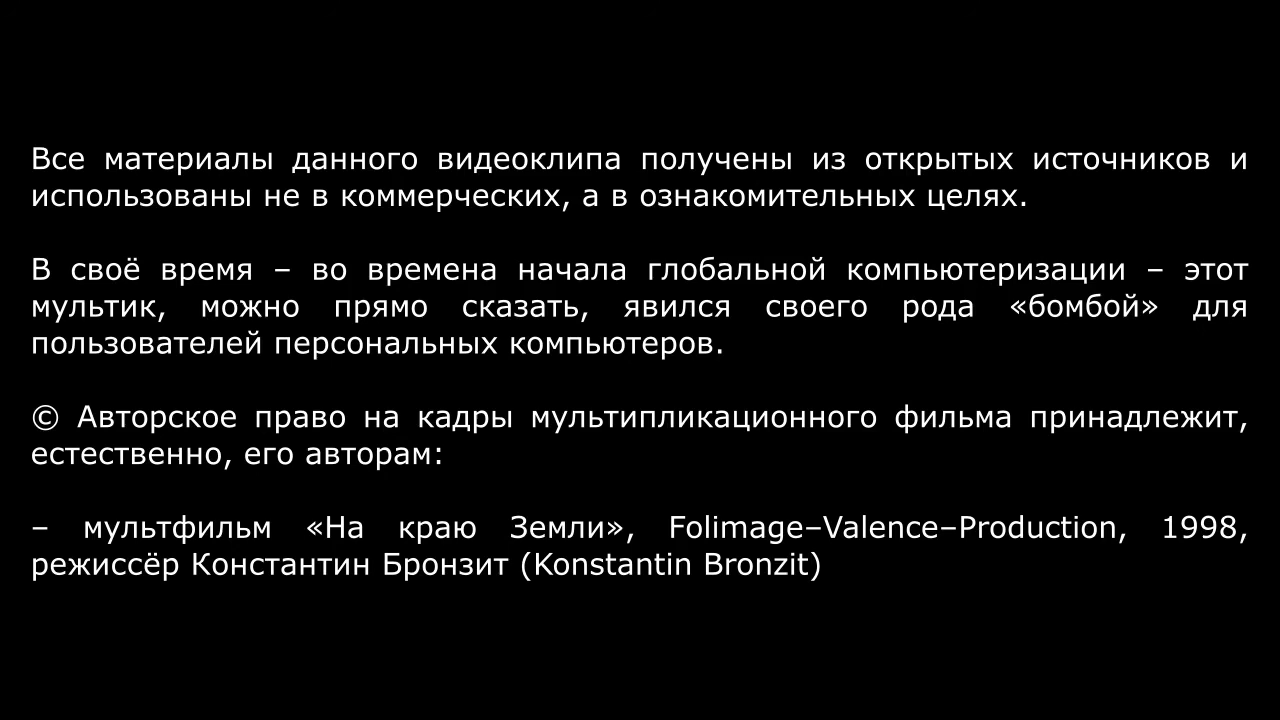 Все материалы данного видеоклипа получены из открытых источников и
использованы не в коммерческих, а в ознакомительных целях.
В своё время – во времена начала глобальной компьютеризации – этот
мультик, можно прямо сказать, явился своего рода «бомбой» для
пользователей персональных компьютеров.
© Авторское право на кадры мультипликационного фильма принадлежит,
естественно, его авторам:
– мультфильм «На краю Земли», Folimage–Valence–Production, 1998,
режиссёр Константин Бронзит (Konstantin Bronzit)